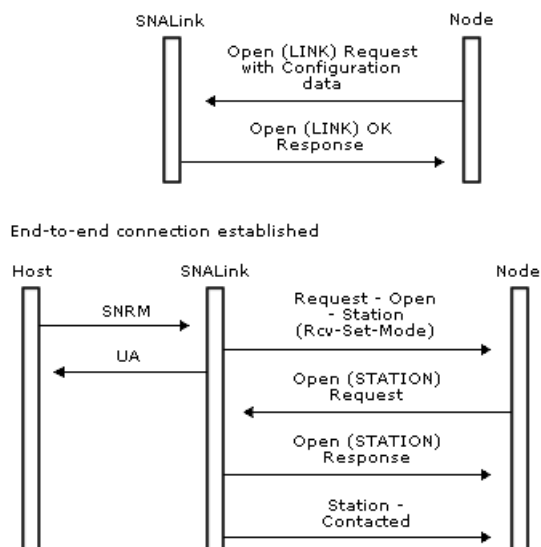 SNALink Node
Open (LINK) Request
with Configuration
data
Open (LINK) OK
Response
End-to-end connection established
Host SNALink Node
SNRM
Request - Open
- Station
(Rcv-Set-Mode)
UA
Open (STATION)
Request
Open (STATION)
Response
Station -
Contacted